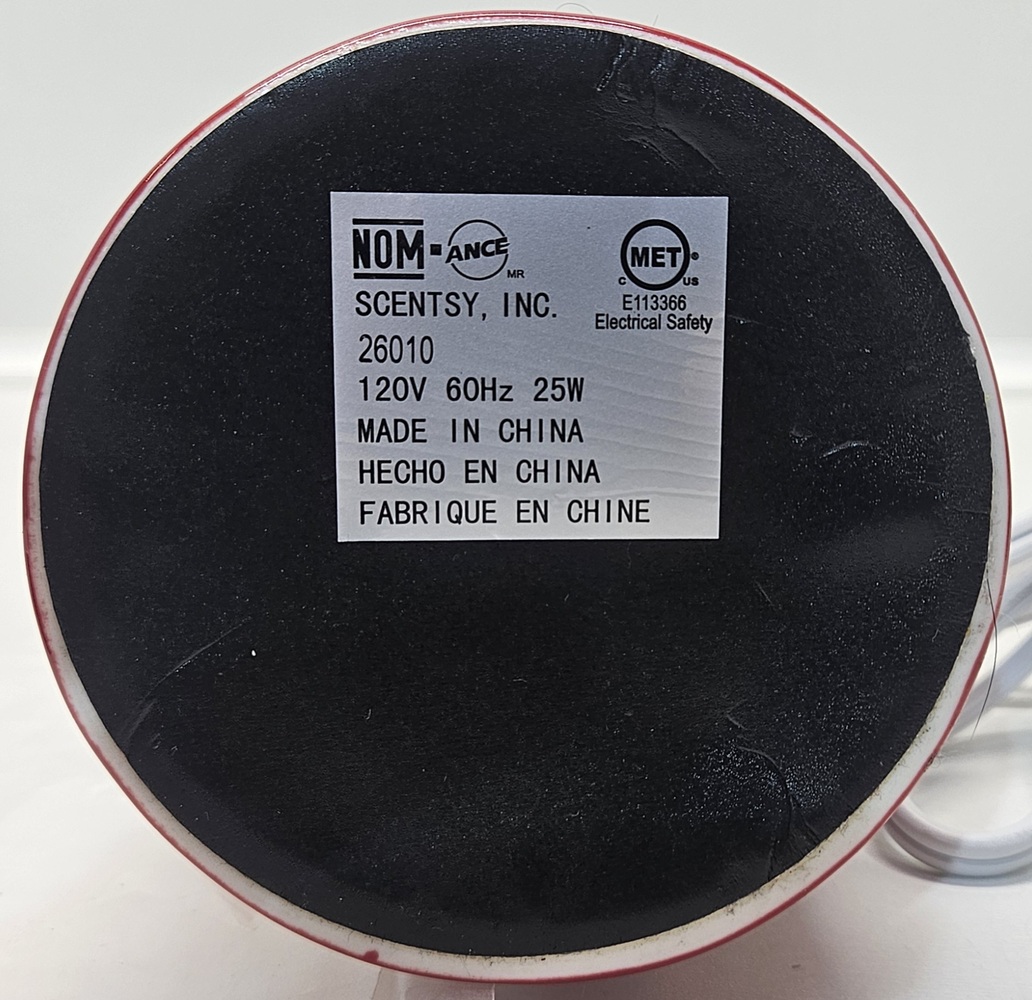 NOM-ANCE MR
SCENTSY, INC.
26010
120V 60Hz 25W
MADE IN CHINA
HECHO EN CHINA
FABRIQUE EN CHINE
MET®
C US
E113366
Electrical Safety